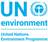 UN
environment
United Nations
Environment Programme